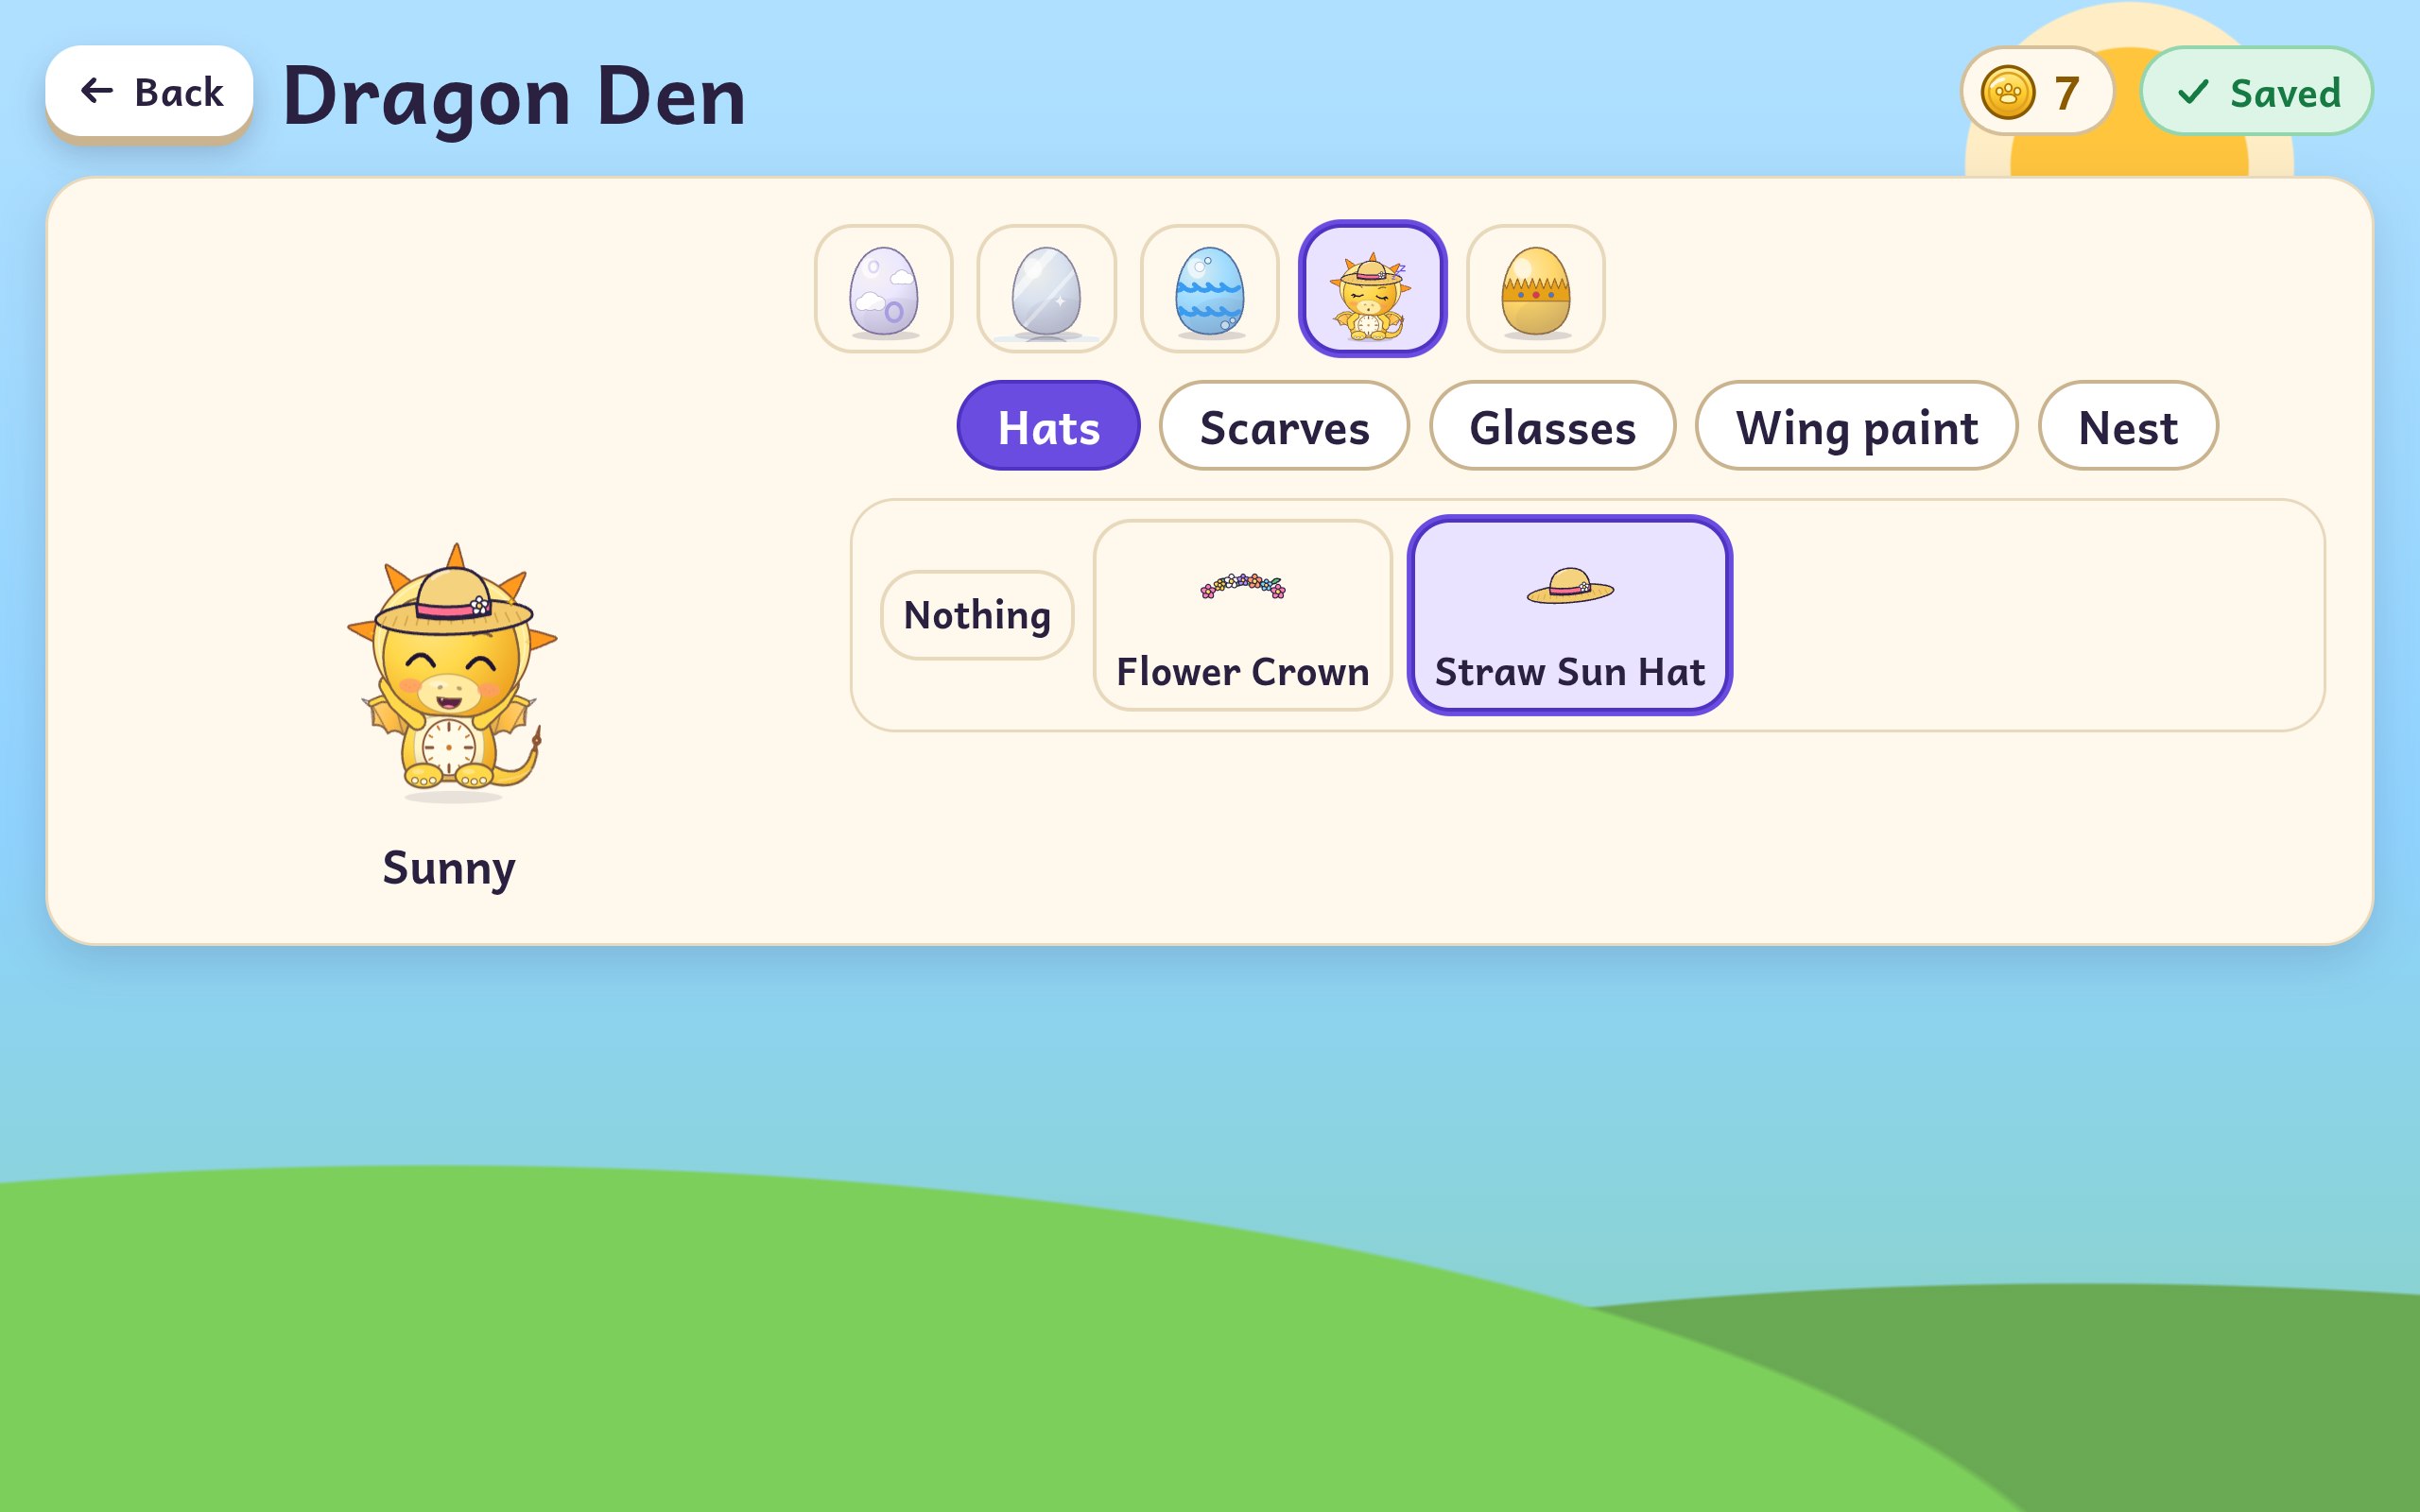 Back
Dragon Den
7
Saved
Hats
Scarves
Glasses
Wing paint
Nest
Nothing
Flower Crown
Straw Sun Hat
Sunny